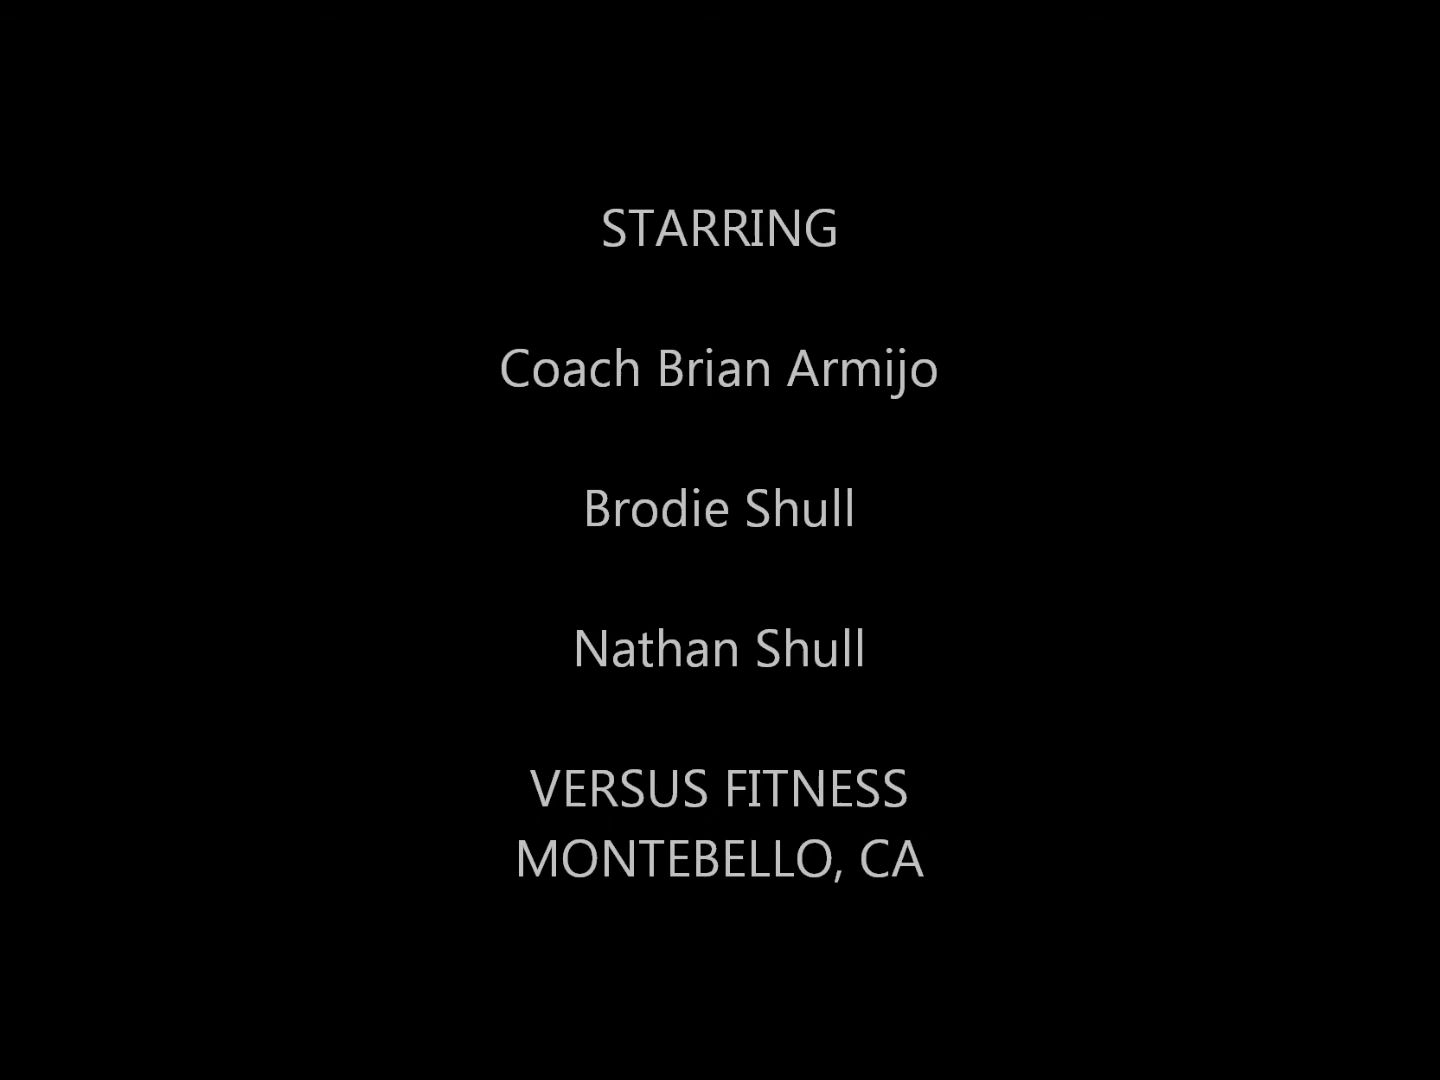 STARRING
Coach Brian Armijo
Brodie Shull
Nathan Shull
VERSUS FITNESS
MONTEBELLO, CA